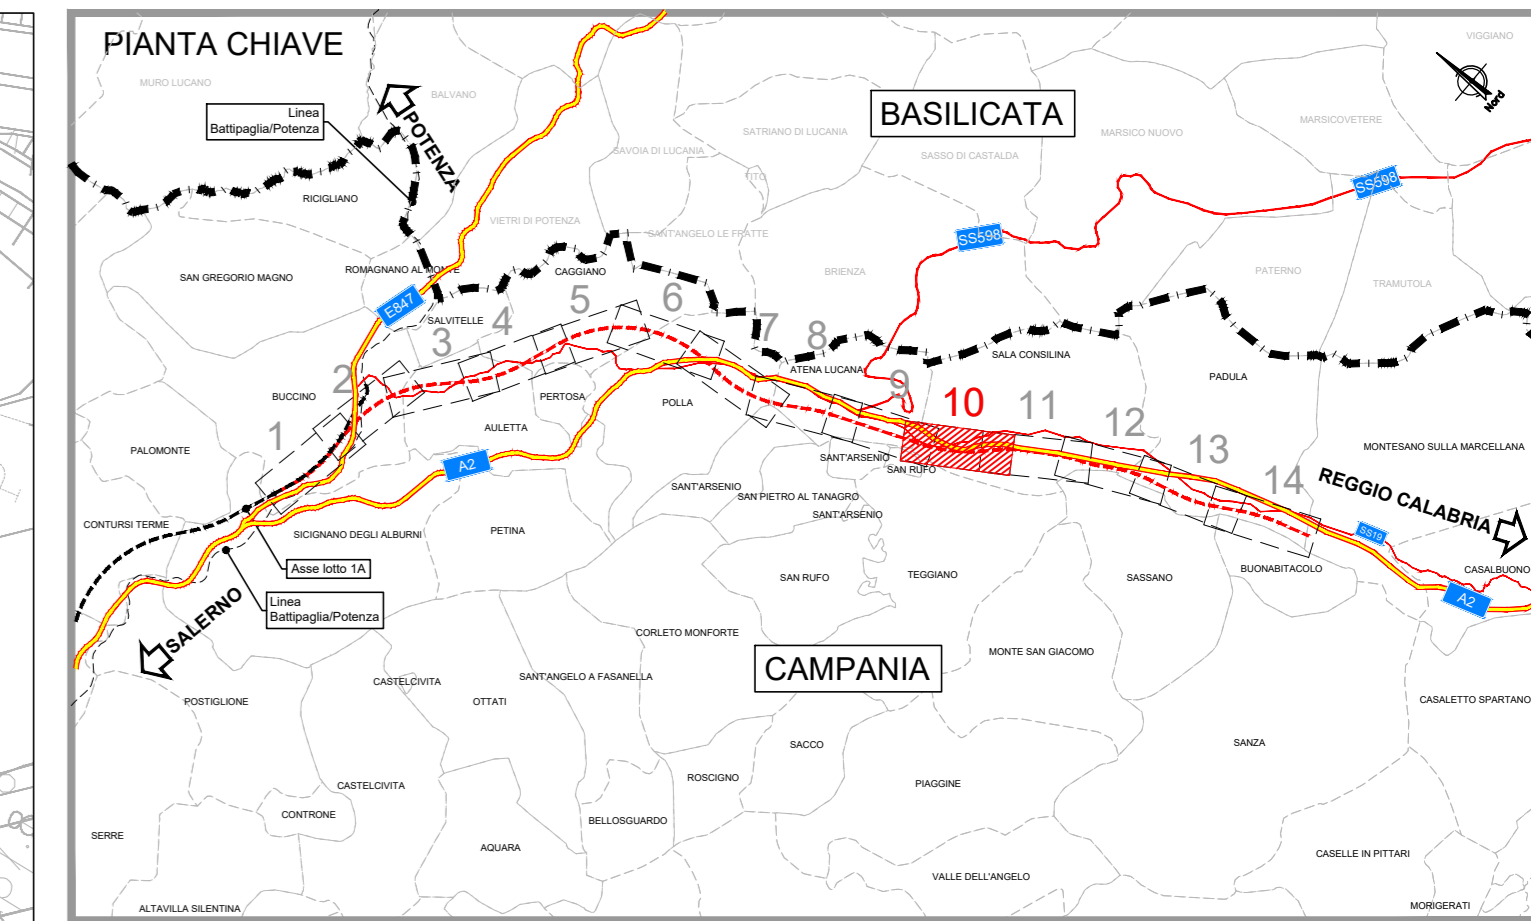 PIANTA CHIAVE
VIGGIANO
MURO LUCANO
BALVANO
Nord
Linea
Battipaglia/Potenza
BASILICATA
POTENZA
SATRIANO DI LUCANIA
MARSICO NUOVO
MARSICOVETERE
SAVOIA DI LUCANIA
SASSO DI CASTALDA
TITO
SS598
RICIGLIANO
VIETRI DI POTENZA
SANT'ANGELO LE FRATTE
SS598
SAN GREGORIO MAGNO
ROMAGNANO AL MONTE
CAGGIANO
BRIENZA
PATERNO
TRAMUTOLA
E847
SALVITELLE
1
2
3
4
5
6
7
8
9
10
11
12
13
14
SALA CONSILINA
ATENA LUCANA
PADULA
BUCCINO
PERTOSA
POLLA
AULETTA
PALOMONTE
MONTESANO SULLA MARCELLANA
A2
SANT'ARSENIO
SAN RUFO
SANT'ARSENIO
SAN PIETRO AL TANAGRO
SANT'ARSENIO
REGGIO CALABRIA
CONTURSI TERME
SICIGNANO DEGLI ALBURNI
PETINA
SS19
Asse lotto 1A
SAN RUFO
TEGGIANO
SASSANO
BUONABITACOLO
CASALBUONO
A2
Linea
Battipaglia/Potenza
SALERNO
CORLETO MONFORTE
CAMPANIA
MONTE SAN GIACOMO
CASTELCIVITA
SANT'ANGELO A FASANELLA
POSTIGLIONE
OTTATI
CASALETTO SPARTANO
SACCO
SANZA
ROSCIGNO
PIAGGINE
CASTELCIVITA
CONTRONE
BELLOSGUARDO
SERRE
AQUARA
CASELLE IN PITTARI
VALLE DELL'ANGELO
ALTAVILLA SILENTINA
MORIGERATI